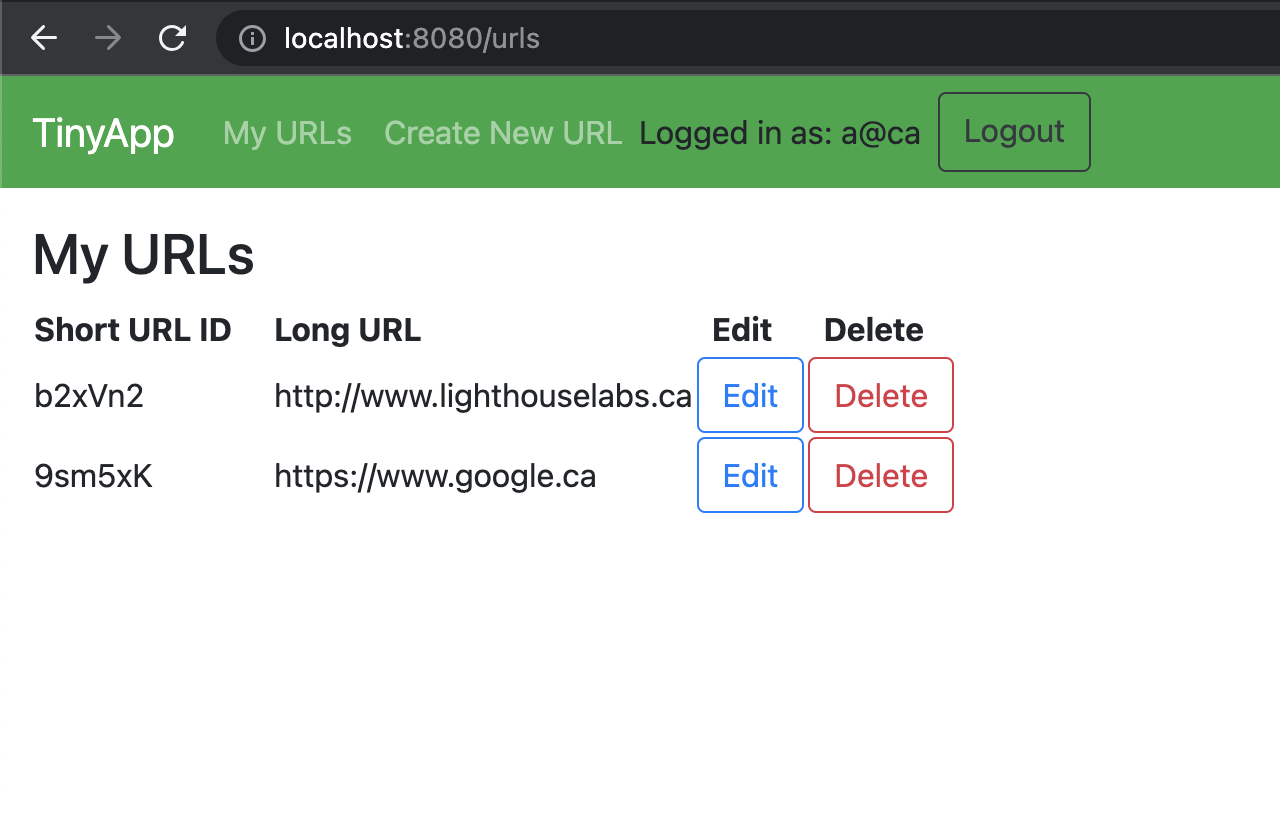 localhost:8080/urls
TinyApp My URLs Create New URL Logged in as: a@ca Logout
My URLs
Short URL ID Long URL Edit Delete
b2xVn2 http://www.lighthouselabs.ca Edit Delete
9sm5xK https://www.google.ca Edit Delete